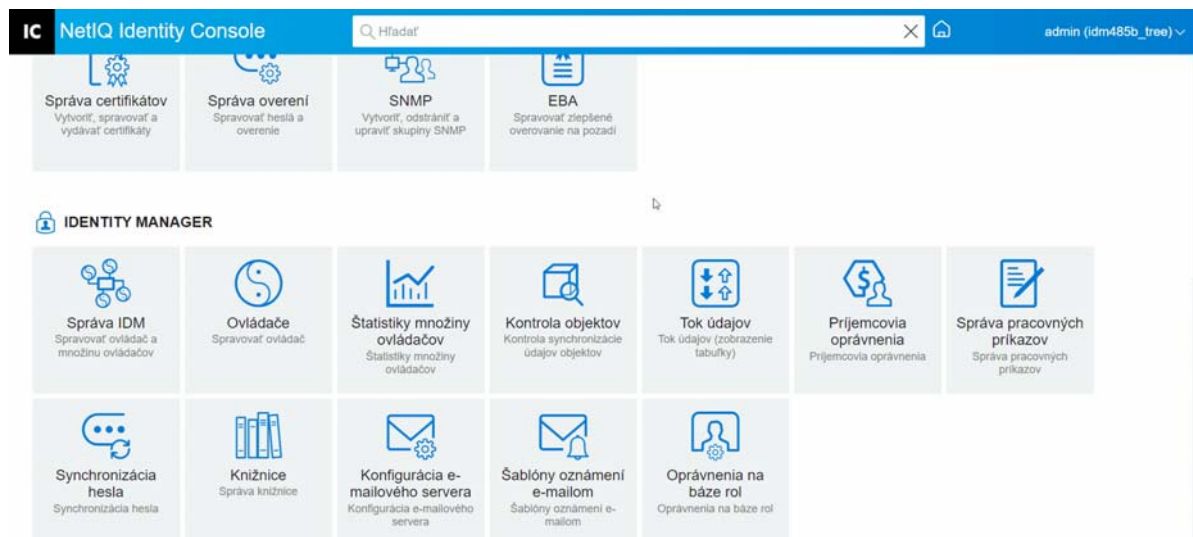 IC NetIQ Identity Console
Hľadať
admin (idm485b_tree)
Správa certifikátov
Vytvoriť, spravovať a
vydávať certifikáty
Správa overení
Spravovať heslá a
overenie
SNMP
Vytvoriť, odstrániť a
upraviť skupiny SNMP
EBA
Spravovať zlepšené
overovanie na pozadí
IDENTITY MANAGER
Správa IDM
Spravovať ovládač a
množinu ovládačov
Ovládače
Spravovať ovládač
Štatistiky množiny
ovládačov
Štatistiky množiny
ovládačov
Kontrola objektov
Kontrola synchronizácie
údajov objektov
Tok údajov
Tok údajov (zobrazenie
tabuľky)
Príjemcovia
oprávnenia
Príjemcovia oprávnenia
Správa pracovných
príkazov
Správa pracovných
príkazov
Synchronizácia
hesla
Synchronizácia hesla
Knižnice
Správa knižnice
Konfigurácia e-
mailového servera
Konfigurácia e-mailového
servera
Šablóny oznámení
e-mailom
Šablóny oznámení e-
mailom
Oprávnenia na
báze rol
Oprávnenia na báze rol